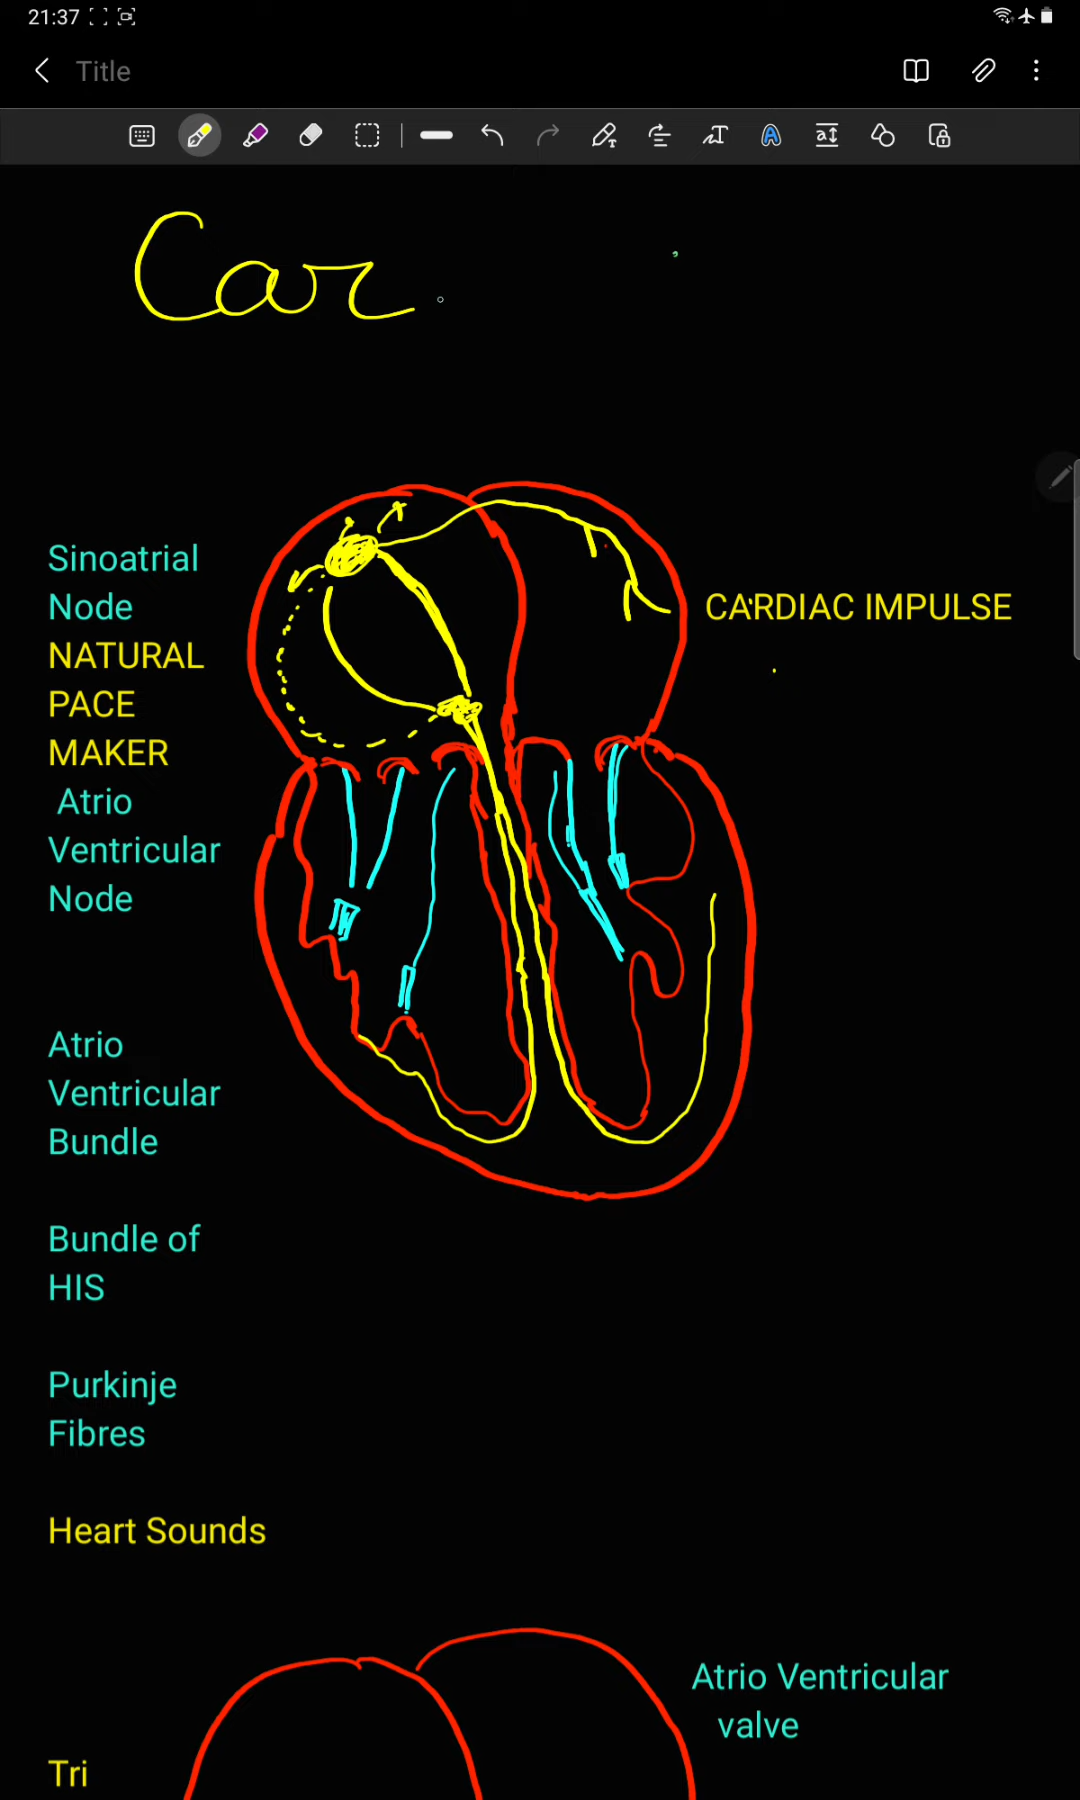 21:37
Title
Car
Sinoatrial
Node
NATURAL
PACE
MAKER
Atrio
Ventricular
Node
CARDIAC IMPULSE
Atrio
Ventricular
Bundle
Bundle of
HIS
Purkinje
Fibres
Heart Sounds
Atrio Ventricular
valve
Tri